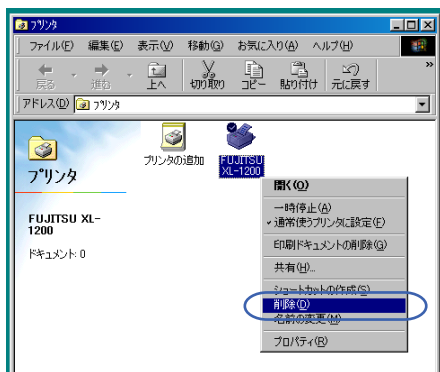 プリンタ
ファイル(F) 編集(E) 表示(V) 移動(G) お気に入り(A) ヘルプ(H)
戻る 進む 上へ 切り取り コピー 貼り付け 元に戻す »
アドレス(D) プリンタ
プリンタ
FUJITSU XL-
1200
ドキュメント: 0
プリンタの追加
FUJITSU
XL-1200
開く(O)
一時停止(A)
通常使うプリンタに設定(F)
印刷ドキュメントの削除(G)
共有(H)...
ショートカットの作成(S)
削除(D)
名前の変更(M)
プロパティ(R)